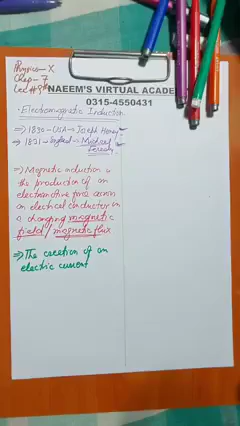 Physics-X
Chap-7
Lec#3
NAEEM'S VIRTUAL ACADE
0315-4550431
Electromagnetic Induction
⇒ 1830 - USA → Joseph Henry
⇒ 1831 → England → Michael
Faraday
⇒ Magnetic induction is
the production of an
electromotive force across
an electrical conductor in
a changing magnetic
field/magnetic flux
⇒ The creation of an
electric current